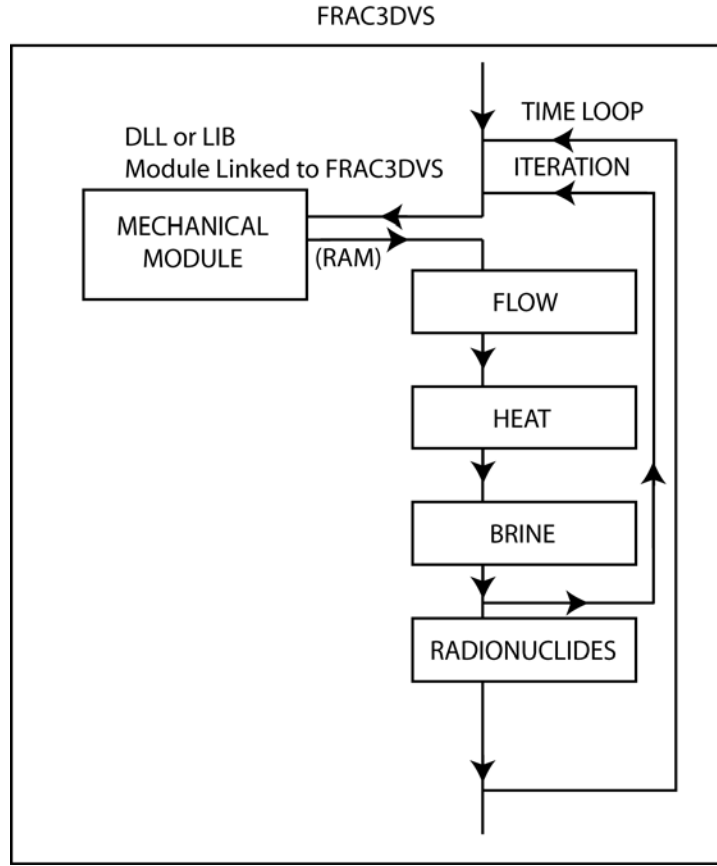 FRAC3DVS
TIME LOOP
DLL or LIB
Module Linked to FRAC3DVS
ITERATION
MECHANICAL
MODULE
(RAM)
FLOW
HEAT
BRINE
RADIONUCLIDES